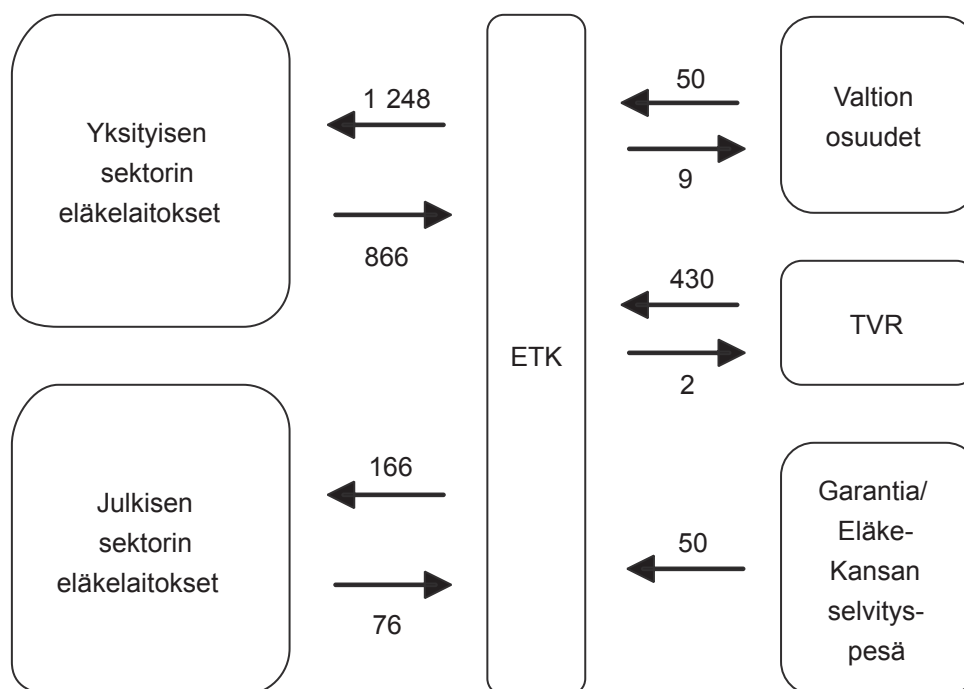 Yksityisen
sektorin
eläkelaitokset
1 248
866
Julkisen
sektorin
eläkelaitokset
166
76
ETK
50
9
Valtion
osuudet
430
2
TVR
50
Garantia/
Eläke-
Kansan
selvitys-
pesä